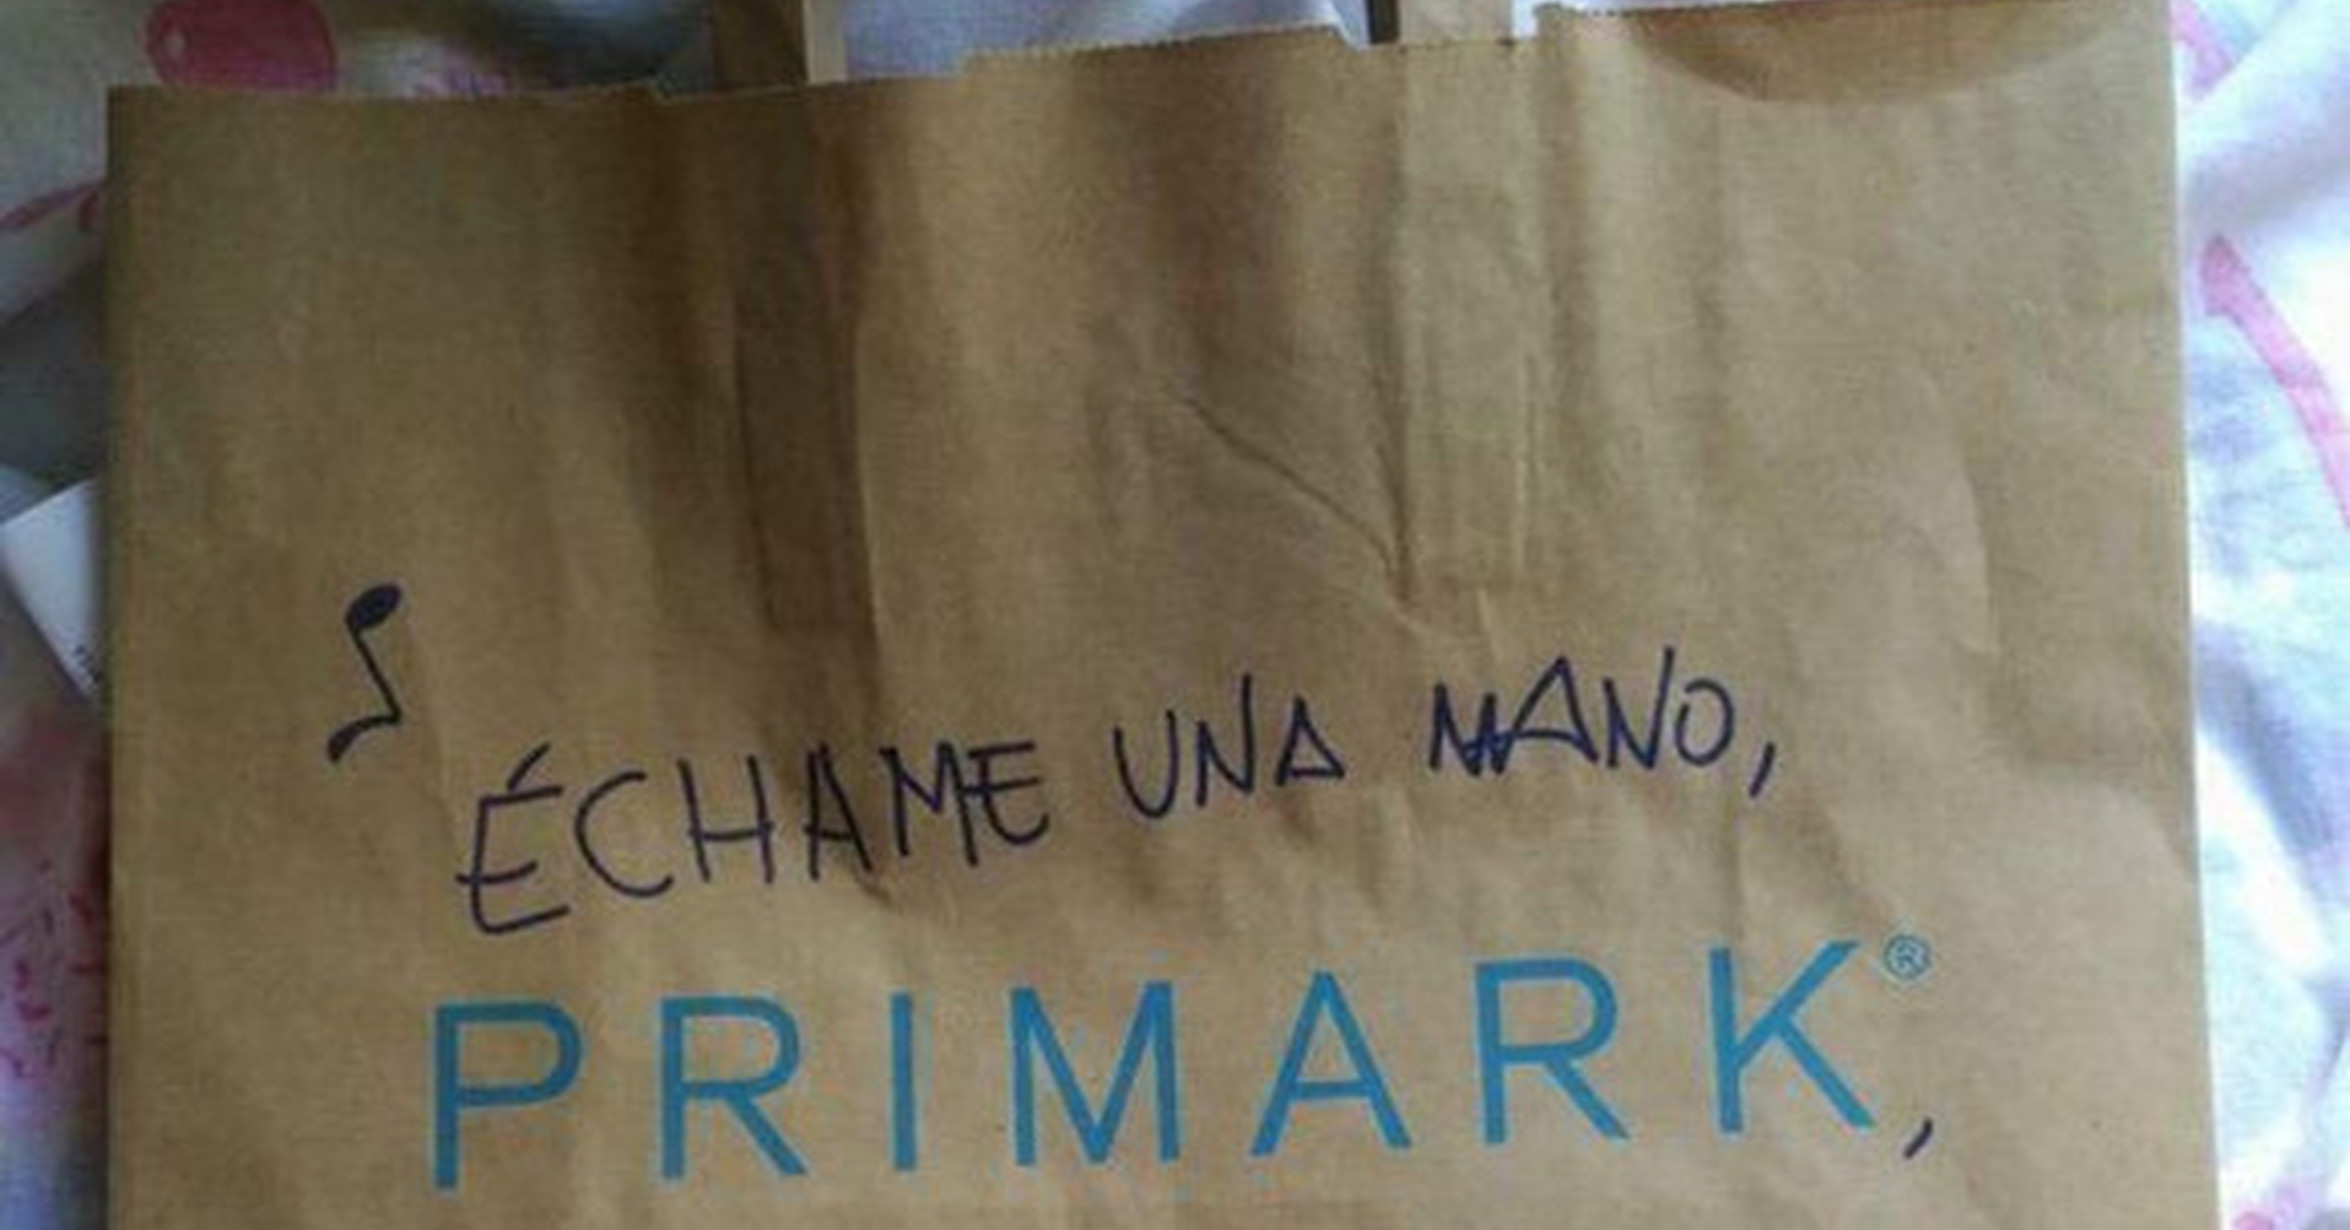 ÉCHAME UNA MANO,
PRIMARK®,